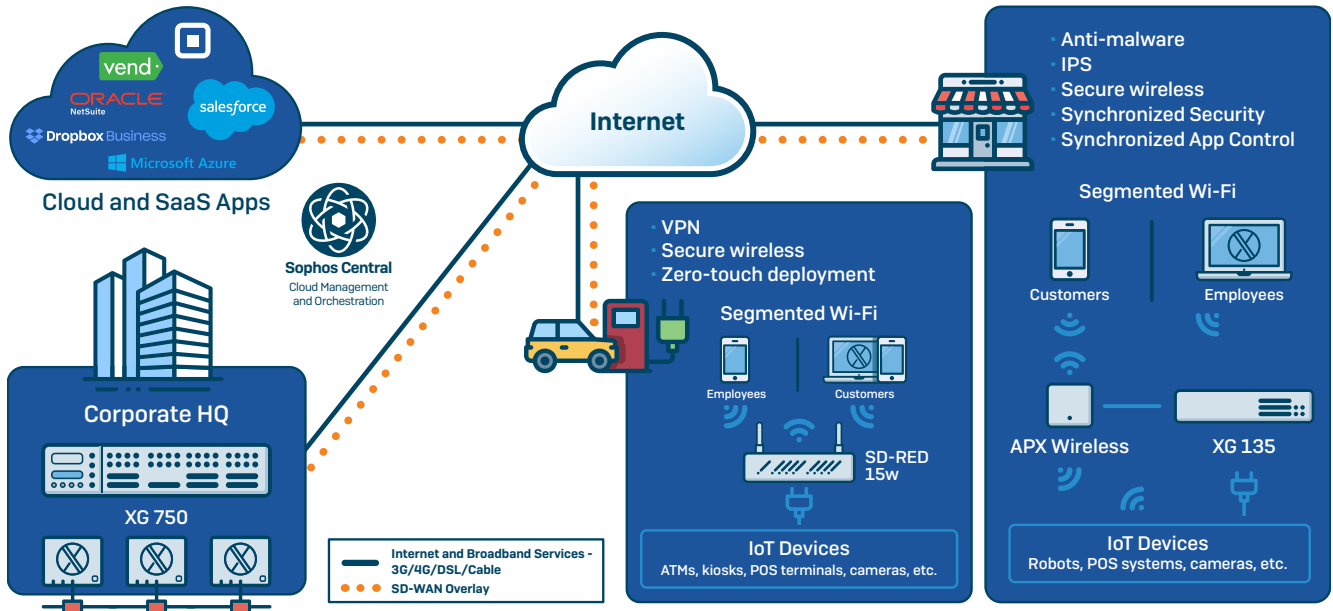 vend
ORACLE
NetSuite
salesforce
Dropbox Business
Microsoft Azure
Cloud and SaaS Apps
Sophos Central
Cloud Management
and Orchestration
Corporate HQ
XG 750
Internet
Internet and Broadband Services -
3G/4G/DSL/Cable
SD-WAN Overlay
· VPN
· Secure wireless
· Zero-touch deployment
Segmented Wi-Fi
Employees
Customers
SD-RED
15w
IoT Devices
ATMs, kiosks, POS terminals, cameras, etc.
· Anti-malware
· IPS
· Secure wireless
· Synchronized Security
· Synchronized App Control
Segmented Wi-Fi
Customers
Employees
APX Wireless
XG 135
IoT Devices
Robots, POS systems, cameras, etc.